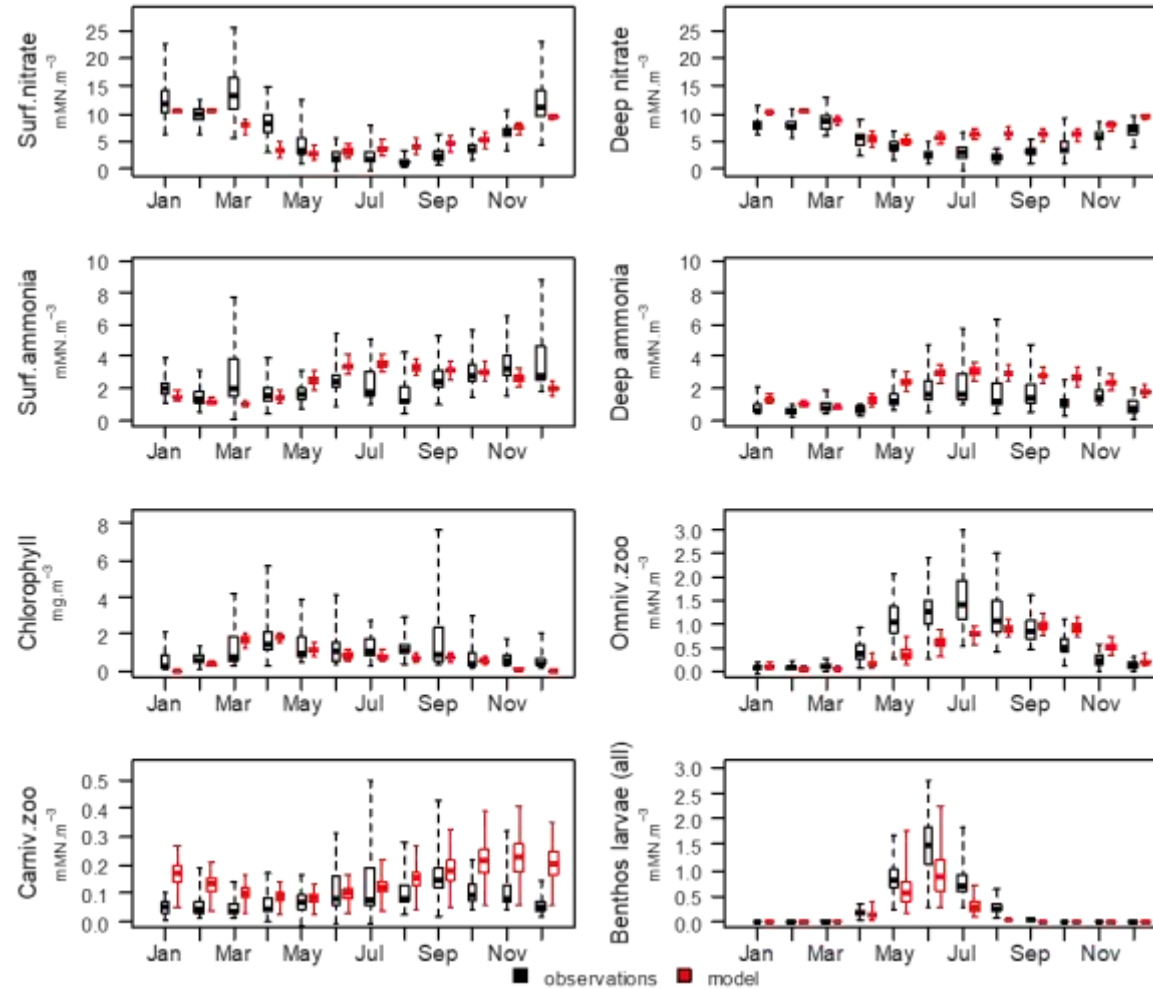 Surf.nitrate
mMN.m⁻³
25
20
15
10
5
0
Jan Mar May Jul Sep Nov
Deep nitrate
mMN.m⁻³
25
20
15
10
5
0
Jan Mar May Jul Sep Nov
Surf.ammonia
mMN.m⁻³
10
8
6
4
2
0
Jan Mar May Jul Sep Nov
Deep ammonia
mMN.m⁻³
10
8
6
4
2
0
Jan Mar May Jul Sep Nov
Chlorophyll
mg.m⁻³
8
6
4
2
0
Jan Mar May Jul Sep Nov
Omniv.zoo
mMN.m⁻³
3.0
2.5
2.0
1.5
1.0
0.5
0.0
Jan Mar May Jul Sep Nov
Carniv.zoo
mMN.m⁻³
0.5
0.4
0.3
0.2
0.1
0.0
Jan Mar May Jul Sep Nov
Benthos larvae (all)
mMN.m⁻³
3.0
2.5
2.0
1.5
1.0
0.5
0.0
Jan Mar May Jul Sep Nov
observations model